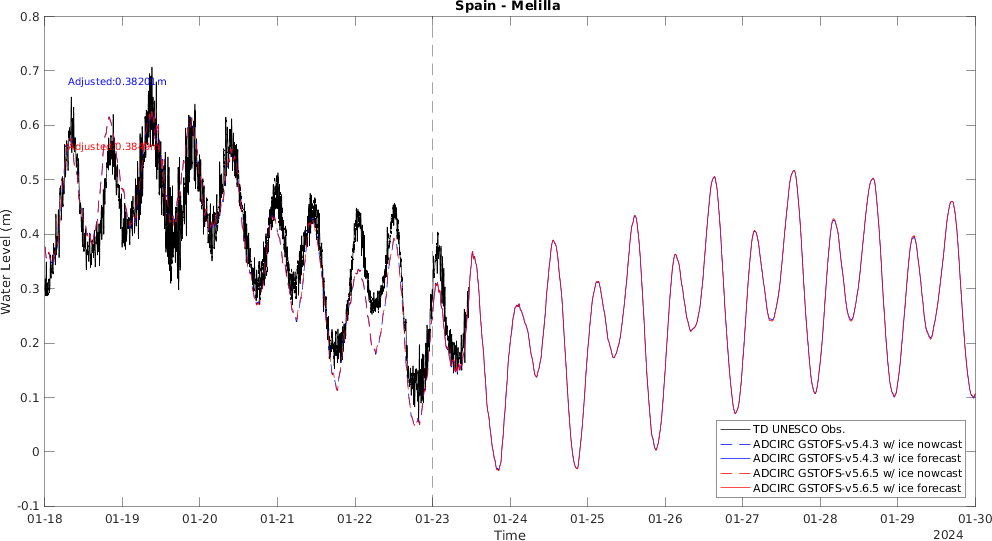 Spain - Melilla
0.8
0.7
0.6
0.5
0.4
0.3
0.2
0.1
0
-0.1
Water Level (m)
Adjusted:0.3820 m
Adjusted:0.38
01-18 01-19 01-20 01-21 01-22 01-23 01-24 01-25 01-26 01-27 01-28 01-29 01-30
Time
2024
TD UNESCO Obs.
ADCIRC GSTOFS-v5.4.3 w/ ice nowcast
ADCIRC GSTOFS-v5.4.3 w/ ice forecast
ADCIRC GSTOFS-v5.6.5 w/ ice nowcast
ADCIRC GSTOFS-v5.6.5 w/ ice forecast